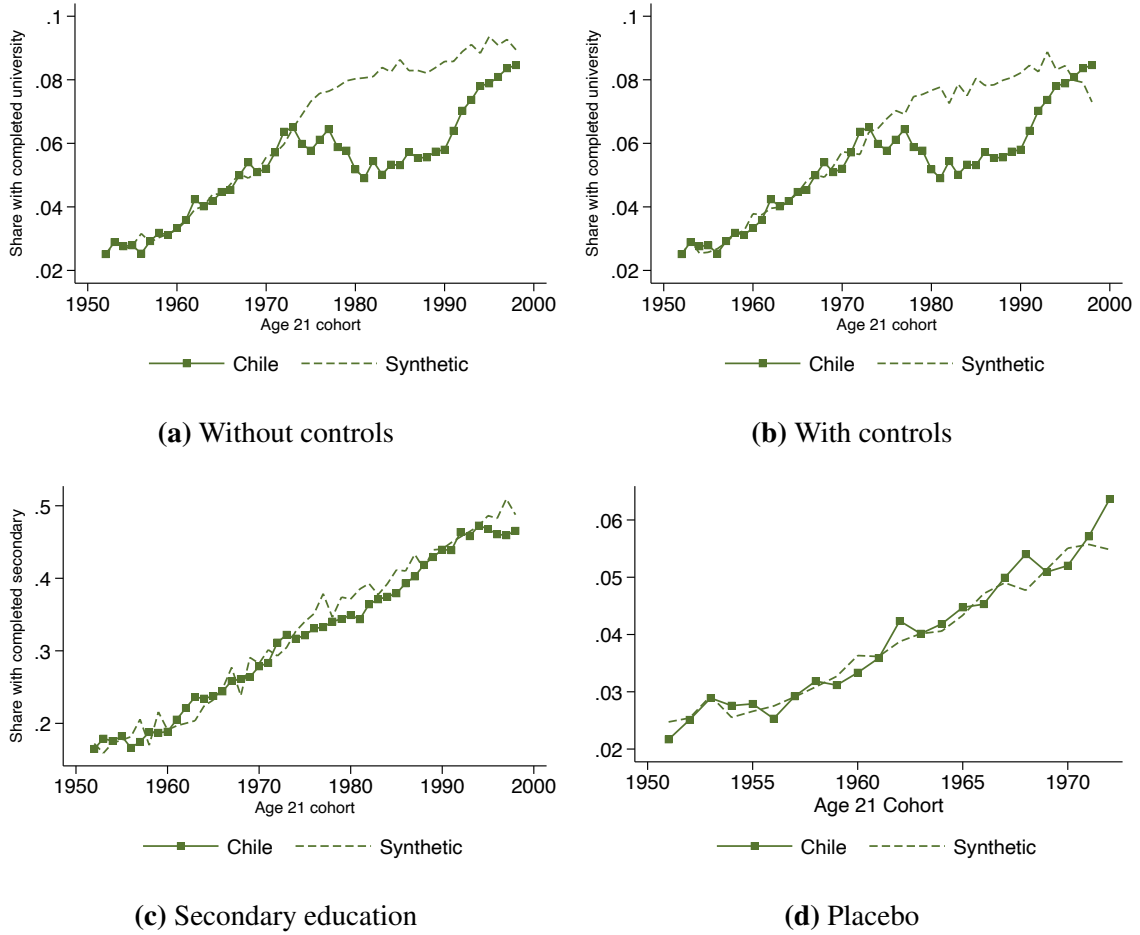 Share with completed university
.1
.08
.06
.04
.02
1950 1960 1970 1980 1990 2000
Age 21 cohort
Chile Synthetic
(a) Without controls
Share with completed university
.1
.08
.06
.04
.02
1950 1960 1970 1980 1990 2000
Age 21 cohort
Chile Synthetic
(b) With controls
Share with completed secondary
.5
.4
.3
.2
1950 1960 1970 1980 1990 2000
Age 21 cohort
Chile Synthetic
(c) Secondary education
.06
.05
.04
.03
.02
1950 1955 1960 1965 1970
Age 21 Cohort
Chile Synthetic
(d) Placebo